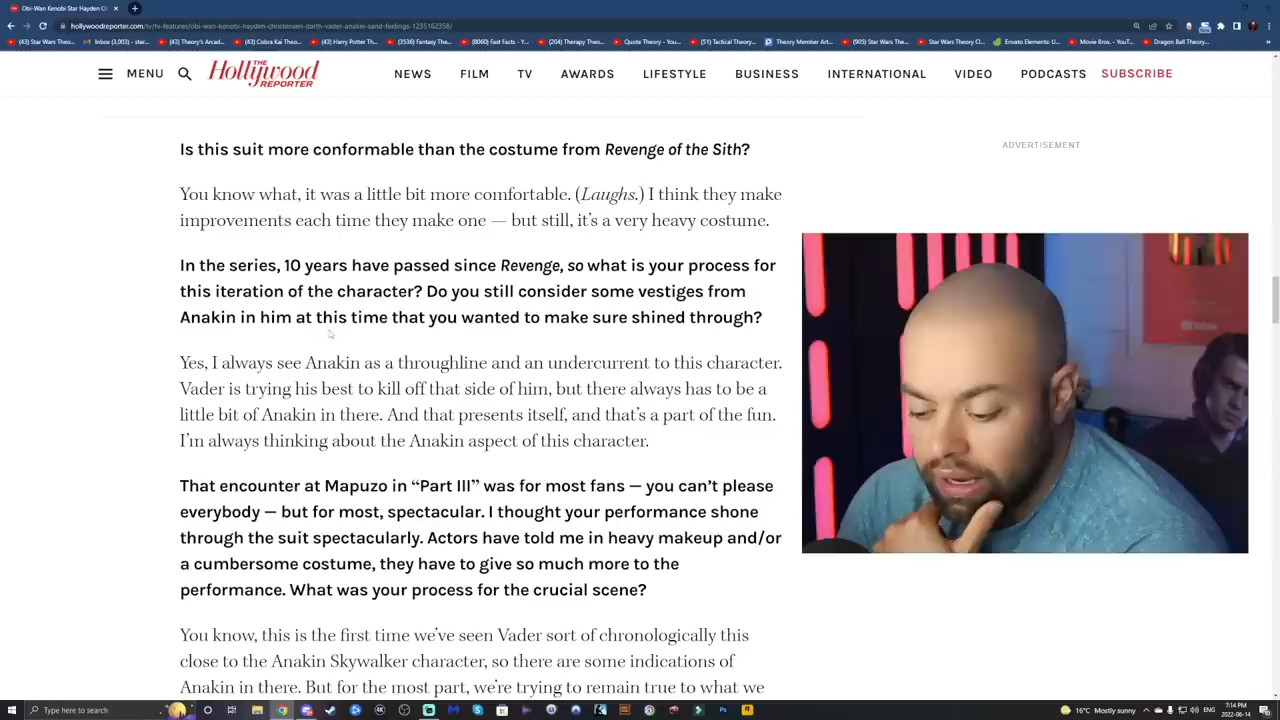 Obi-Wan Kenobi Star Hayden Ch
hollywoodreporter.com/tv/tv-features/obi-wan-kenobi-hayden-christensen-darth-vader-anakin-sand-feelings-1235162358/
(43) Star Wars Theo... Inbox (3,003) - star... (43) Theory's Arcad... (43) Cobra Kai Theo... (43) Harry Potter Th... (3536) Fantasy The... (8060) Fast Facts - Y... (204) Therapy Theo... Quote Theory - You... (51) Tactical Theory... Theory Member Art... (905) Star Wars The... Star Wars Theory Cl... Envato Elements: U... Movie Bros. - YouT... Dragon Ball Theory...
MENU THE Hollywood REPORTER NEWS FILM TV AWARDS LIFESTYLE BUSINESS INTERNATIONAL VIDEO PODCASTS SUBSCRIBE
ADVERTISEMENT
Is this suit more conformable than the costume from Revenge of the Sith?
You know what, it was a little bit more comfortable. (Laughs.) I think they make
improvements each time they make one — but still, it's a very heavy costume.
In the series, 10 years have passed since Revenge, so what is your process for
this iteration of the character? Do you still consider some vestiges from
Anakin in him at this time that you wanted to make sure shined through?
Yes, I always see Anakin as a throughline and an undercurrent to this character.
Vader is trying his best to kill off that side of him, but there always has to be a
little bit of Anakin in there. And that presents itself, and that's a part of the fun.
I'm always thinking about the Anakin aspect of this character.
That encounter at Mapuzo in “Part III” was for most fans — you can't please
everybody — but for most, spectacular. I thought your performance shone
through the suit spectacularly. Actors have told me in heavy makeup and/or
a cumbersome costume, they have to give so much more to the
performance. What was your process for the crucial scene?
You know, this is the first time we've seen Vader sort of chronologically this
close to the Anakin Skywalker character, so there are some indications of
Anakin in there. But for the most part, we're trying to remain true to what we
Type here to search
16°C Mostly sunny
ENG
7:14 PM
2022-06-14